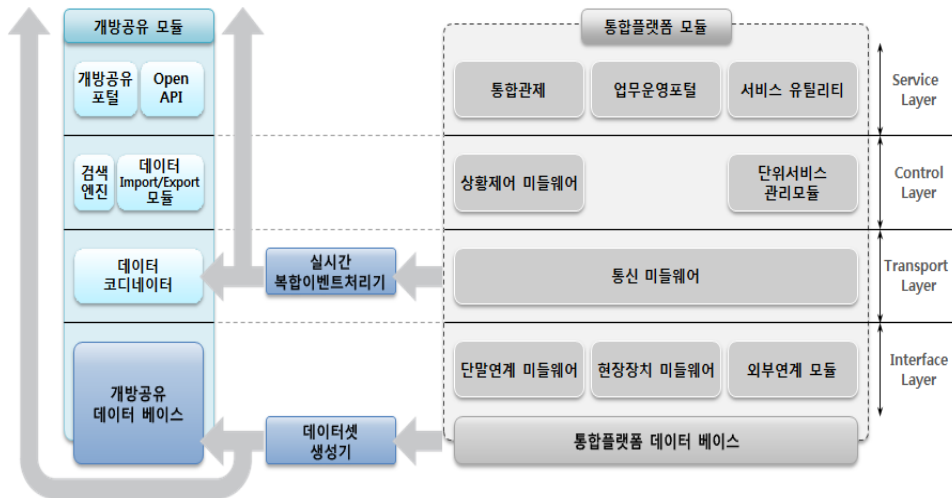 개방공유 모듈
통합플랫폼 모듈
개방공유
포털
Open
API
통합관제
업무운영포털
서비스 유틸리티
Service
Layer
검색
엔진
데이터
Import/Export
모듈
상황제어 미들웨어
단위서비스
관리모듈
Control
Layer
데이터
코디네이터
실시간
복합이벤트처리기
통신 미들웨어
Transport
Layer
개방공유
데이터 베이스
단말연계 미들웨어
현장장치 미들웨어
외부연계 모듈
Interface
Layer
데이터셋
생성기
통합플랫폼 데이터 베이스